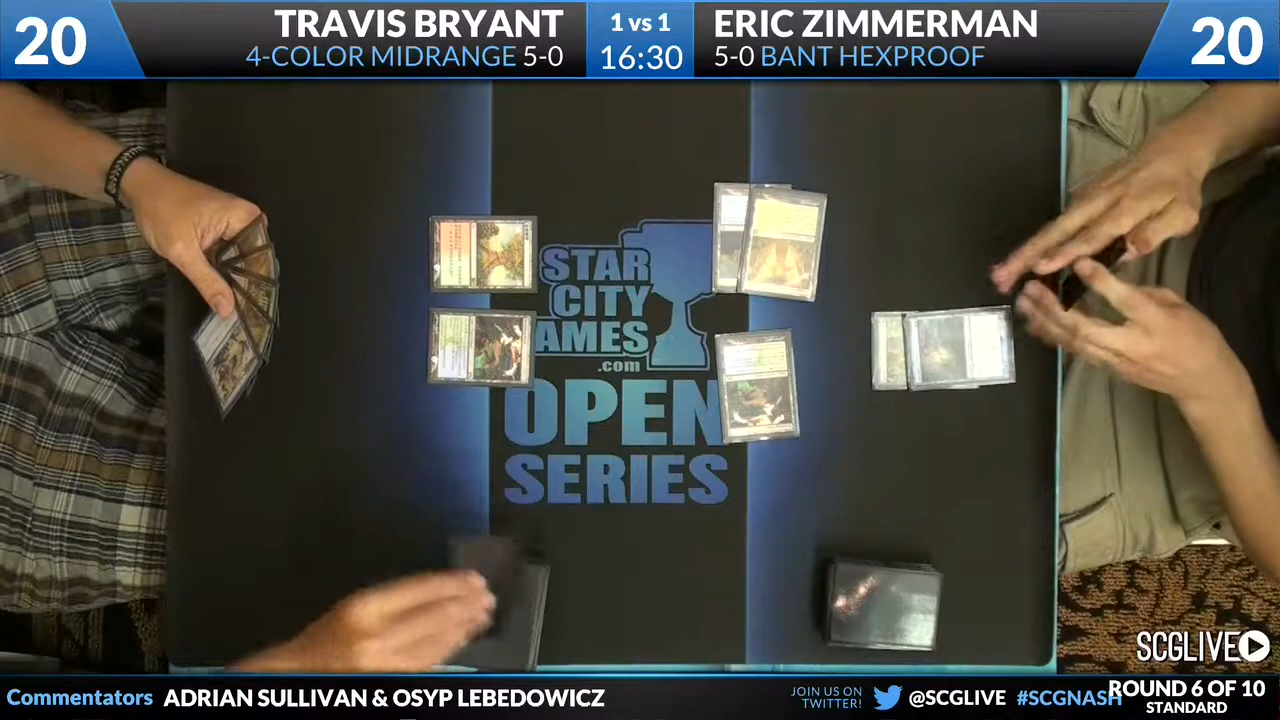 20
TRAVIS BRYANT
4-COLOR MIDRANGE 5-0
1 vs 1
16:30
ERIC ZIMMERMAN
5-0 BANT HEXPROOF
20
STAR
CITY
AMES
.com
OPEN
SERIES
SCGLIVE
Commentators ADRIAN SULLIVAN & OSYP LEBEDOWICZ
JOIN US ON
TWITTER!
@SCGLIVE #SCGNASH
ROUND 6 OF 10
STANDARD